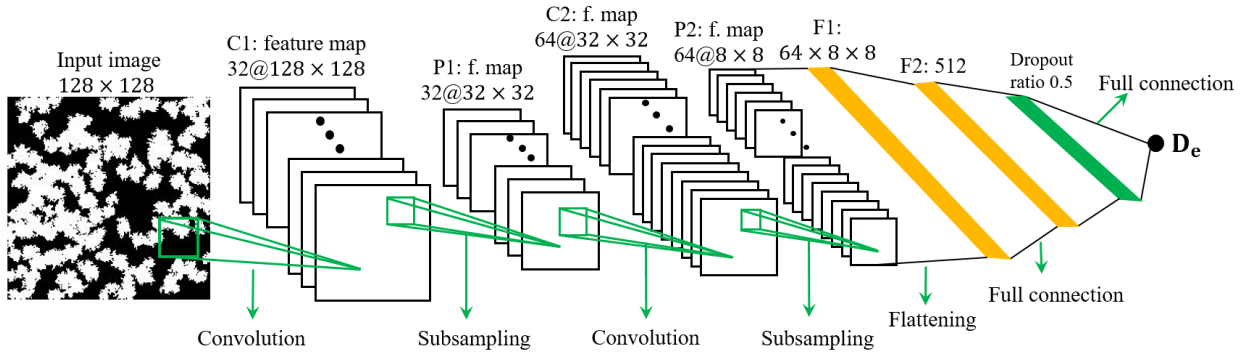 Input image
128 × 128
C1: feature map
32@128 × 128
P1: f. map
32@32 × 32
C2: f. map
64@32 × 32
P2: f. map
64@8 × 8
F1:
64 × 8 × 8
F2: 512
Dropout
ratio 0.5
Full connection
D_e
Convolution
Subsampling
Convolution
Subsampling
Flattening
Full connection